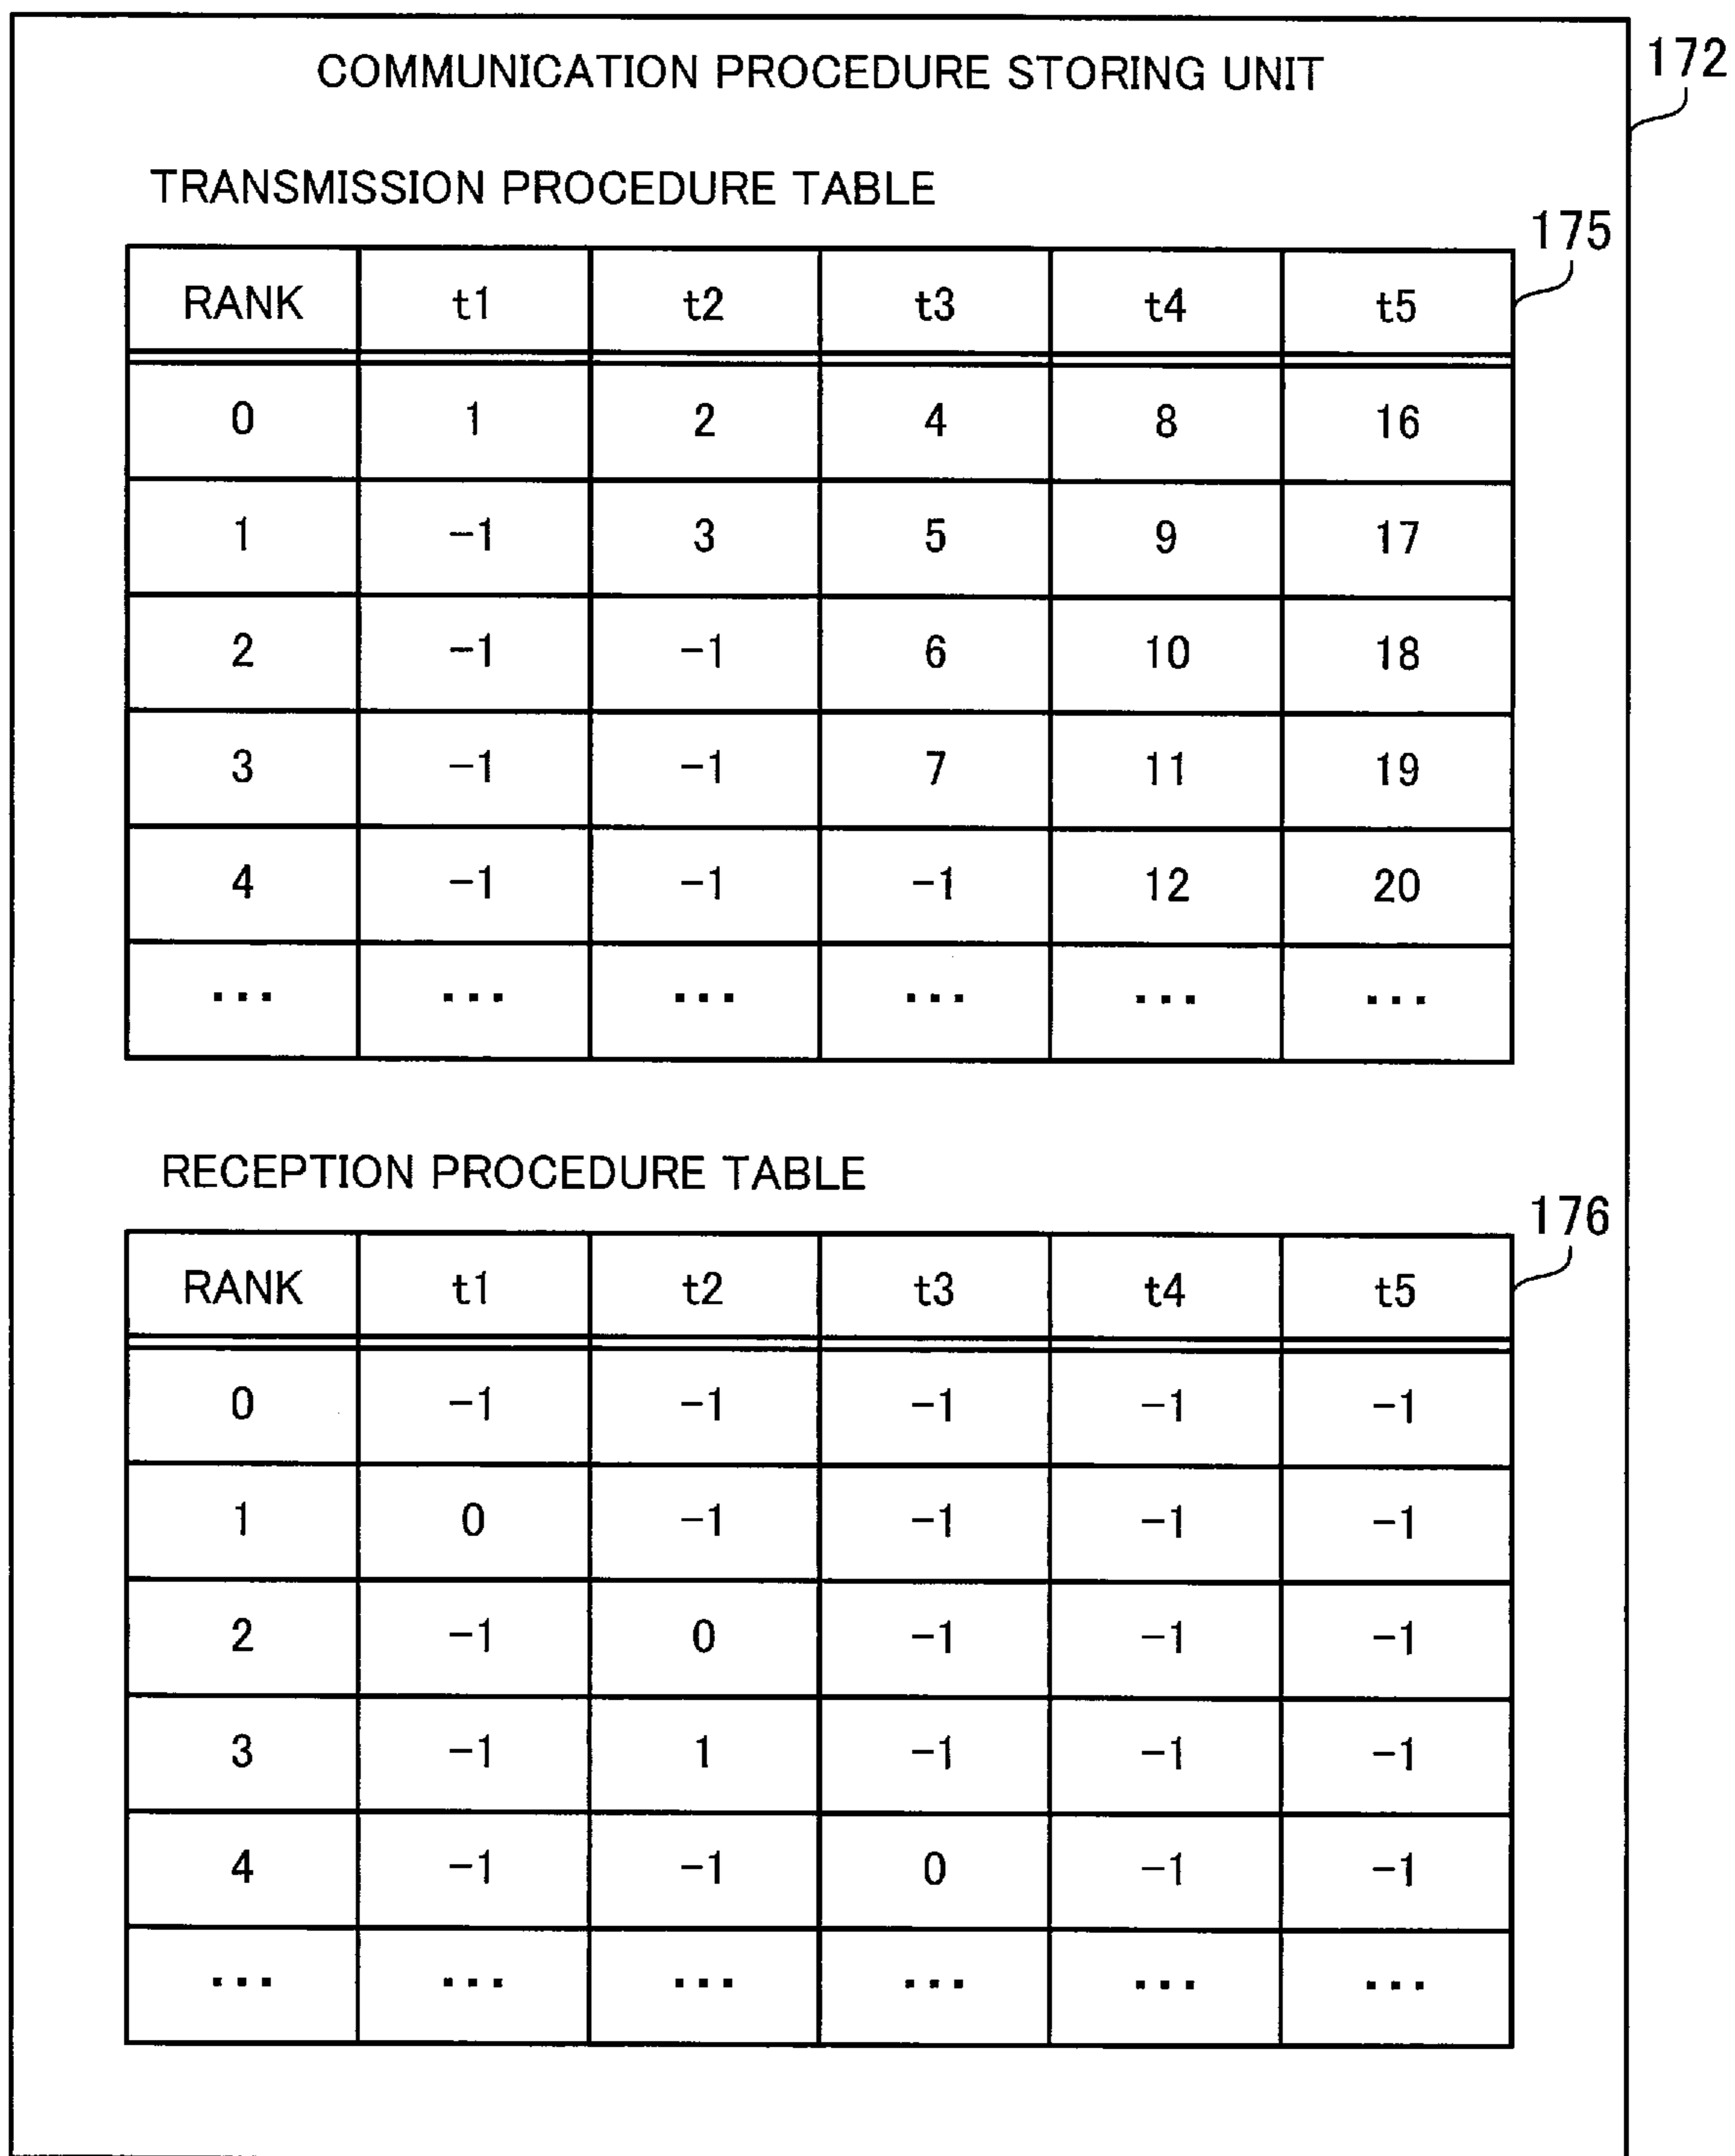 COMMUNICATION PROCEDURE STORING UNIT
172
TRANSMISSION PROCEDURE TABLE
175
RANK t1 t2 t3 t4 t5
0 1 2 4 8 16
1 -1 3 5 9 17
2 -1 -1 6 10 18
3 -1 -1 7 11 19
4 -1 -1 -1 12 20
... ... ... ... ... ...
RECEPTION PROCEDURE TABLE
176
RANK t1 t2 t3 t4 t5
0 -1 -1 -1 -1 -1
1 0 -1 -1 -1 -1
2 -1 0 -1 -1 -1
3 -1 1 -1 -1 -1
4 -1 -1 0 -1 -1
... ... ... ... ... ...